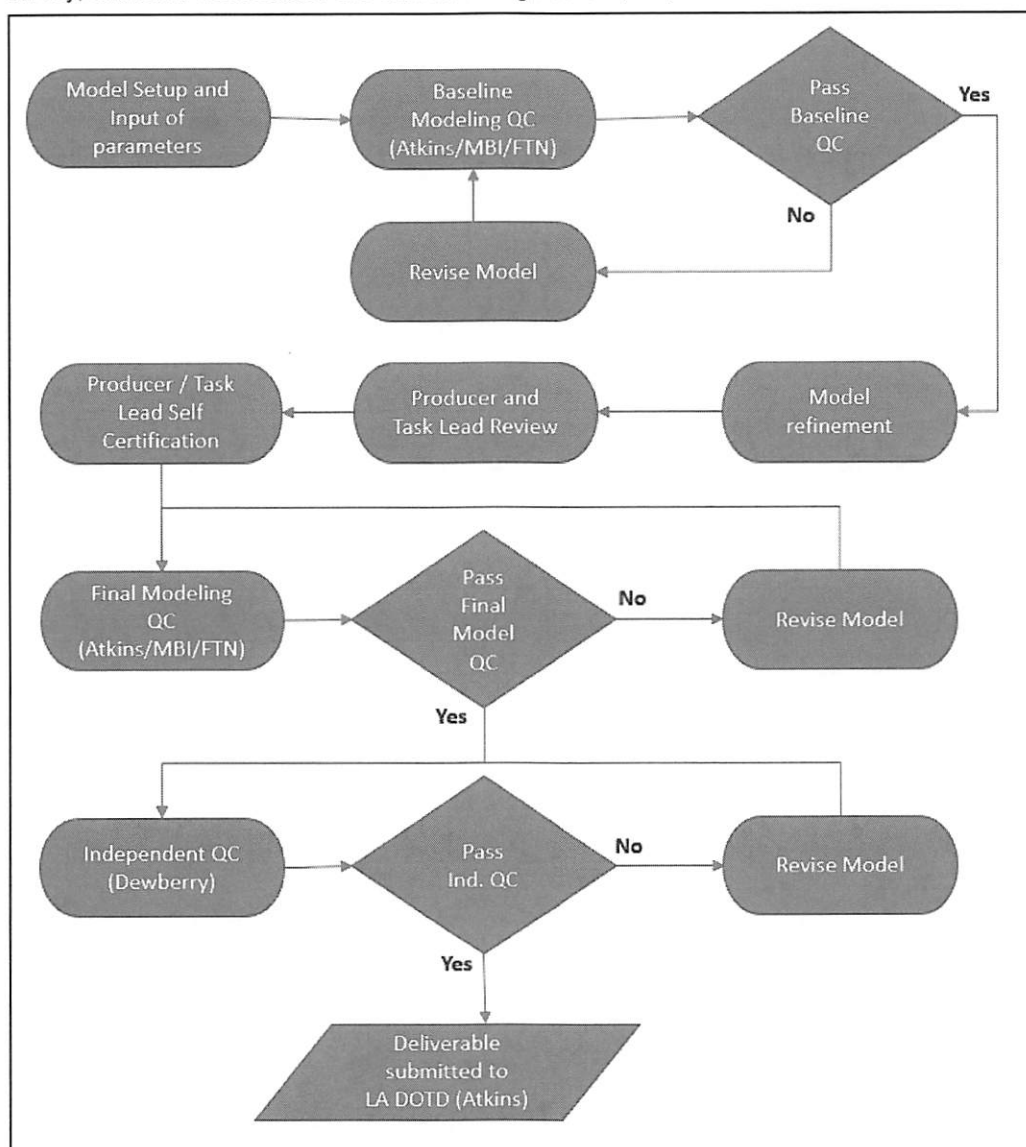 Model Setup and
Input of
parameters
Baseline
Modeling QC
(Atkins/MBI/FTN)
Pass
Baseline
QC
Yes
No
Revise Model
Producer / Task
Lead Self
Certification
Producer and
Task Lead Review
Model
refinement
Final Modeling
QC
(Atkins/MBI/FTN)
Pass
Final
Model
QC
No
Revise Model
Yes
Independent QC
(Dewberry)
Pass
Ind. QC
No
Revise Model
Yes
Deliverable
submitted to
LA DOTD (Atkins)